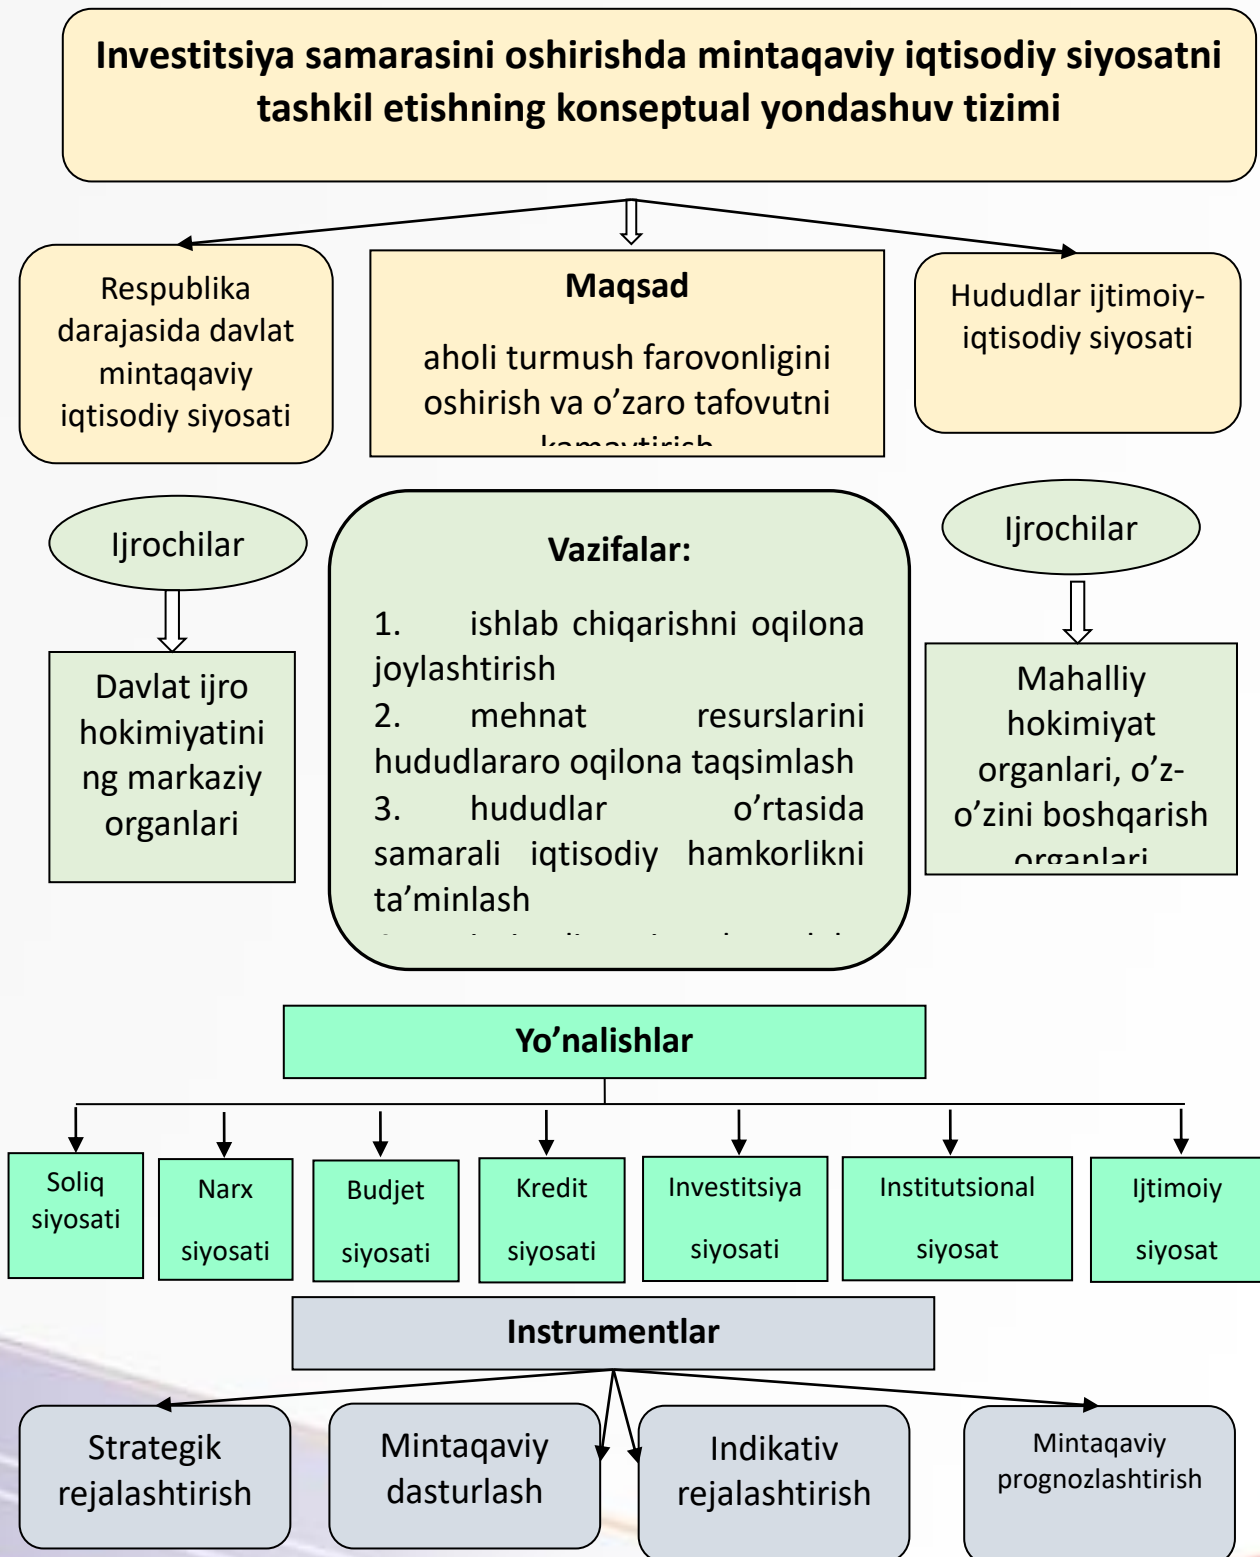 Investitsiya samarasini oshirishda mintaqaviy iqtisodiy siyosatni
tashkil etishning konseptual yondashuv tizimi
Respublika
darajasida davlat
mintaqaviy
iqtisodiy siyosati
Maqsad
aholi turmush farovonligini
oshirish va o’zaro tafovutni
kamaytirish
Hududlar ijtimoiy-
iqtisodiy siyosati
Ijrochilar
Davlat ijro
hokimiyatini
ng markaziy
organlari
Vazifalar:
1. ishlab chiqarishni oqilona
joylashtirish
2. mehnat resurslarini
hududlararo oqilona taqsimlash
3. hududlar o’rtasida
samarali iqtisodiy hamkorlikni
ta’minlash
Ijrochilar
Mahalliy
hokimiyat
organlari, o’z-
o’zini boshqarish
organlari
Yo’nalishlar
Soliq
siyosati
Narx
siyosati
Budjet
siyosati
Kredit
siyosati
Investitsiya
siyosati
Institutsional
siyosat
Ijtimoiy
siyosat
Instrumentlar
Strategik
rejalashtirish
Mintaqaviy
dasturlash
Indikativ
rejalashtirish
Mintaqaviy
prognozlashtirish